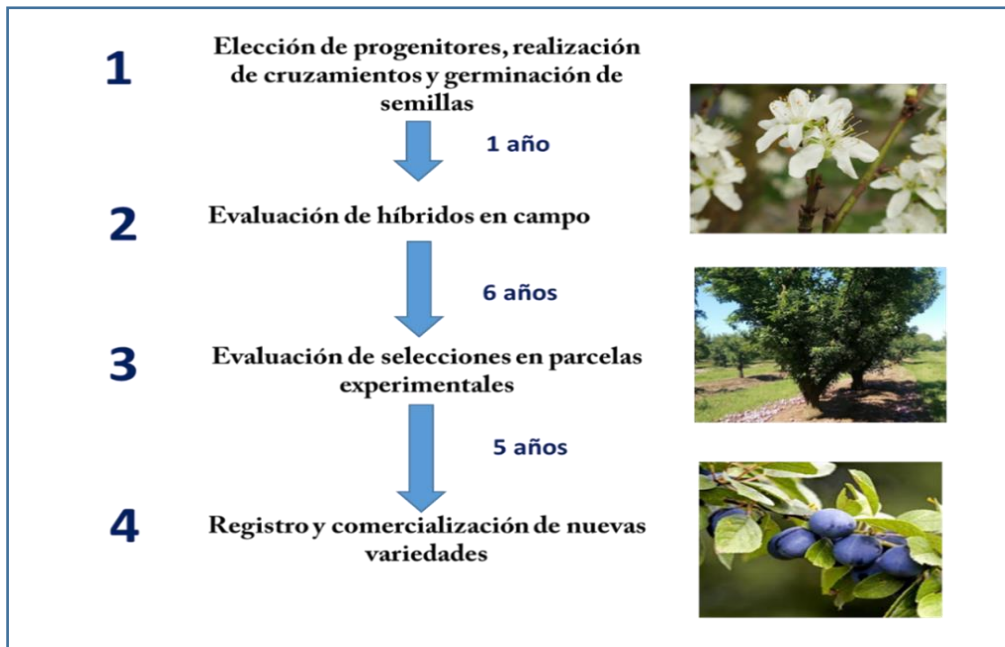 1
Elección de progenitores, realización
de cruzamientos y germinación de
semillas
1 año
2
Evaluación de híbridos en campo
6 años
3
Evaluación de selecciones en parcelas
experimentales
5 años
4
Registro y comercialización de nuevas
variedades